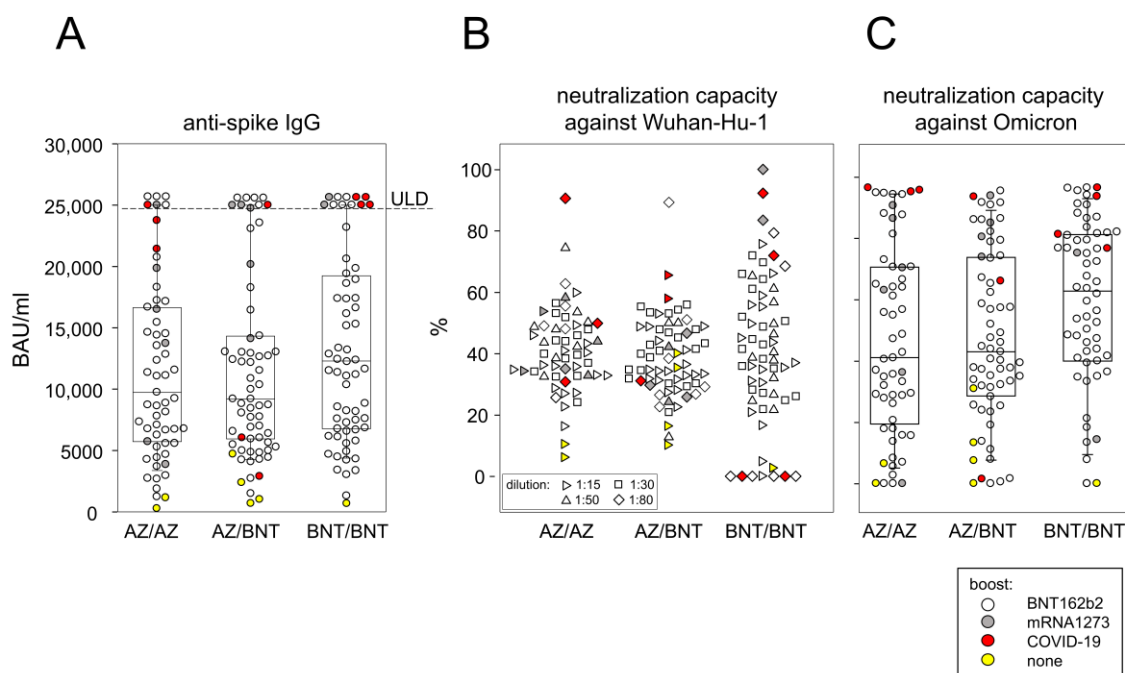 A
B
C
anti-spike IgG
neutralization capacity
against Wuhan-Hu-1
neutralization capacity
against Omicron
BAU/ml
30,000
25,000
20,000
15,000
10,000
5000
0
ULD
AZ/AZ
AZ/BNT
BNT/BNT
%
100
80
60
40
20
0
dilution:
1:15
1:30
1:50
1:80
AZ/AZ
AZ/BNT
BNT/BNT
AZ/AZ
AZ/BNT
BNT/BNT
boost:
BNT162b2
mRNA1273
COVID-19
none